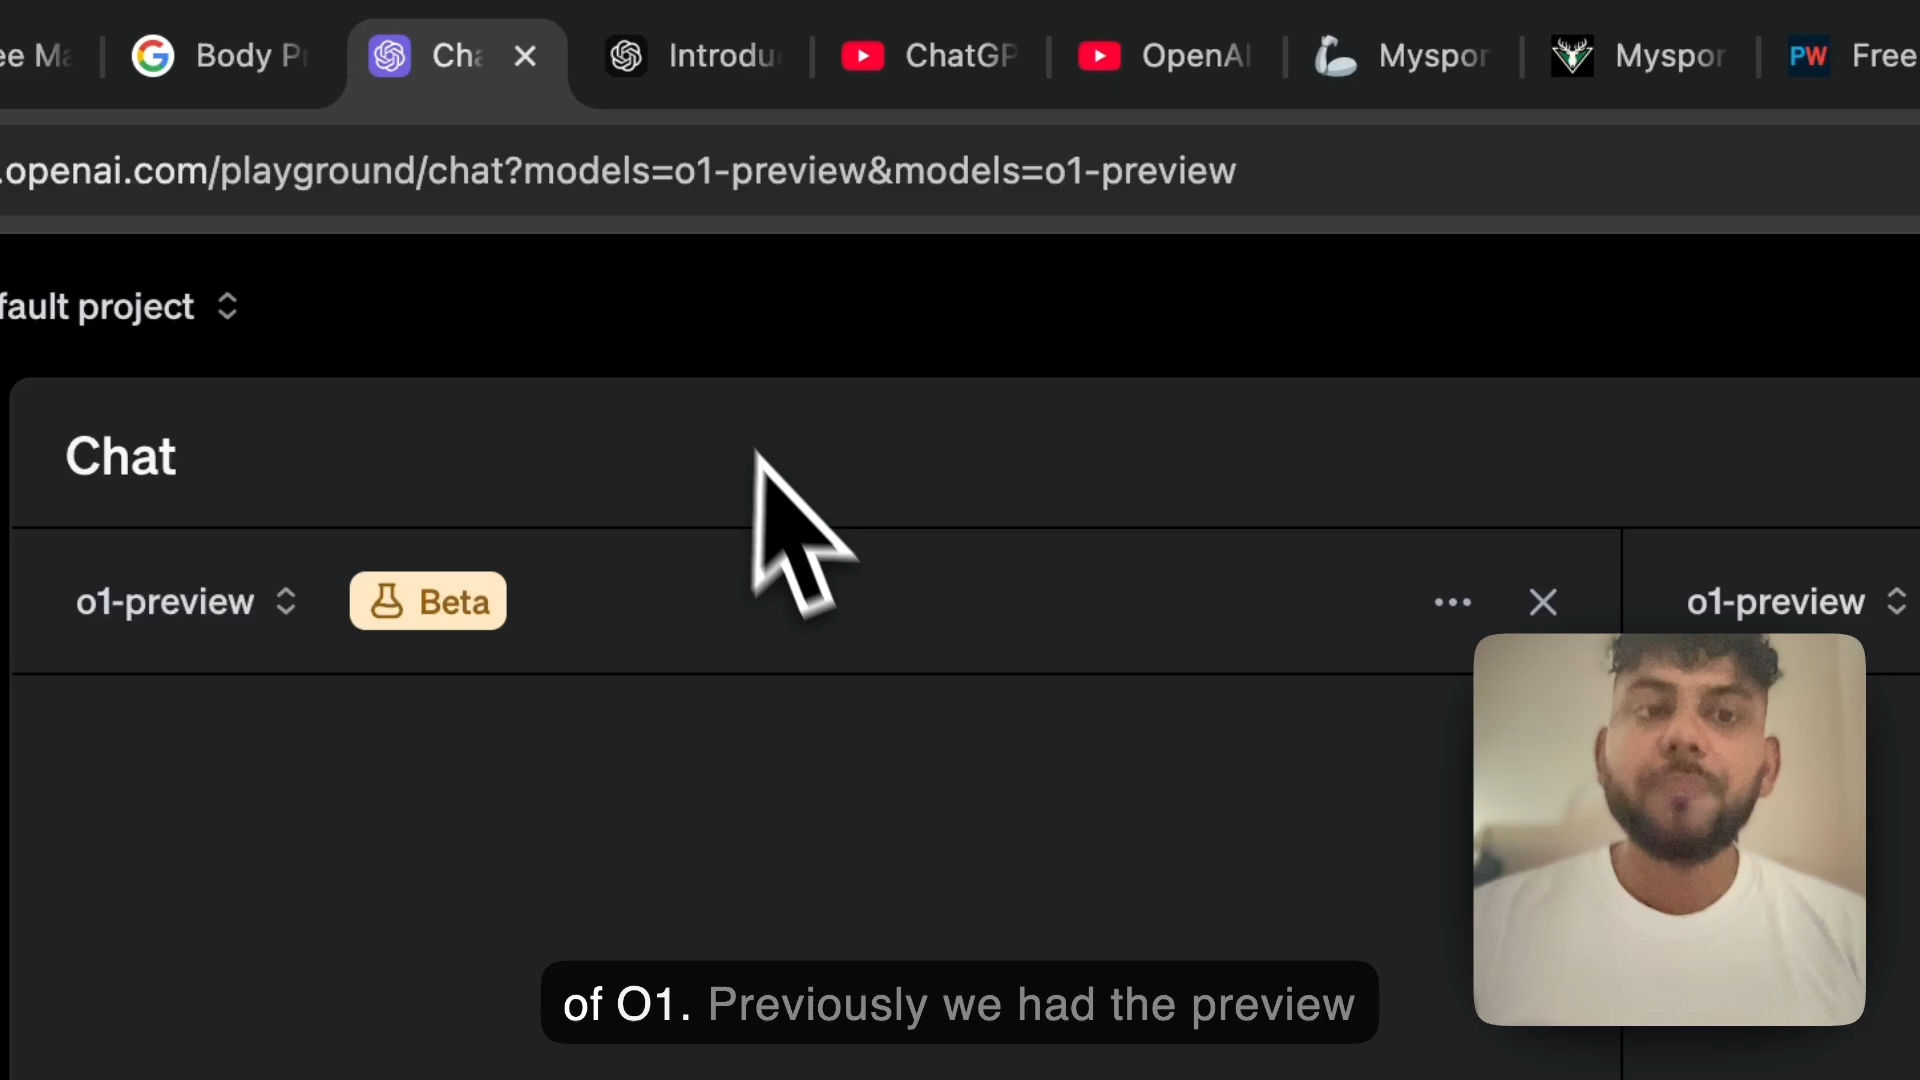 ee Ma
Body Pr
Cha
Introdu
ChatGP
OpenAI
Myspor
Myspor
PW
Free
.openai.com/playground/chat?models=o1-preview&models=o1-preview
fault project
Chat
o1-preview
Beta
o1-preview
of O1. Previously we had the preview